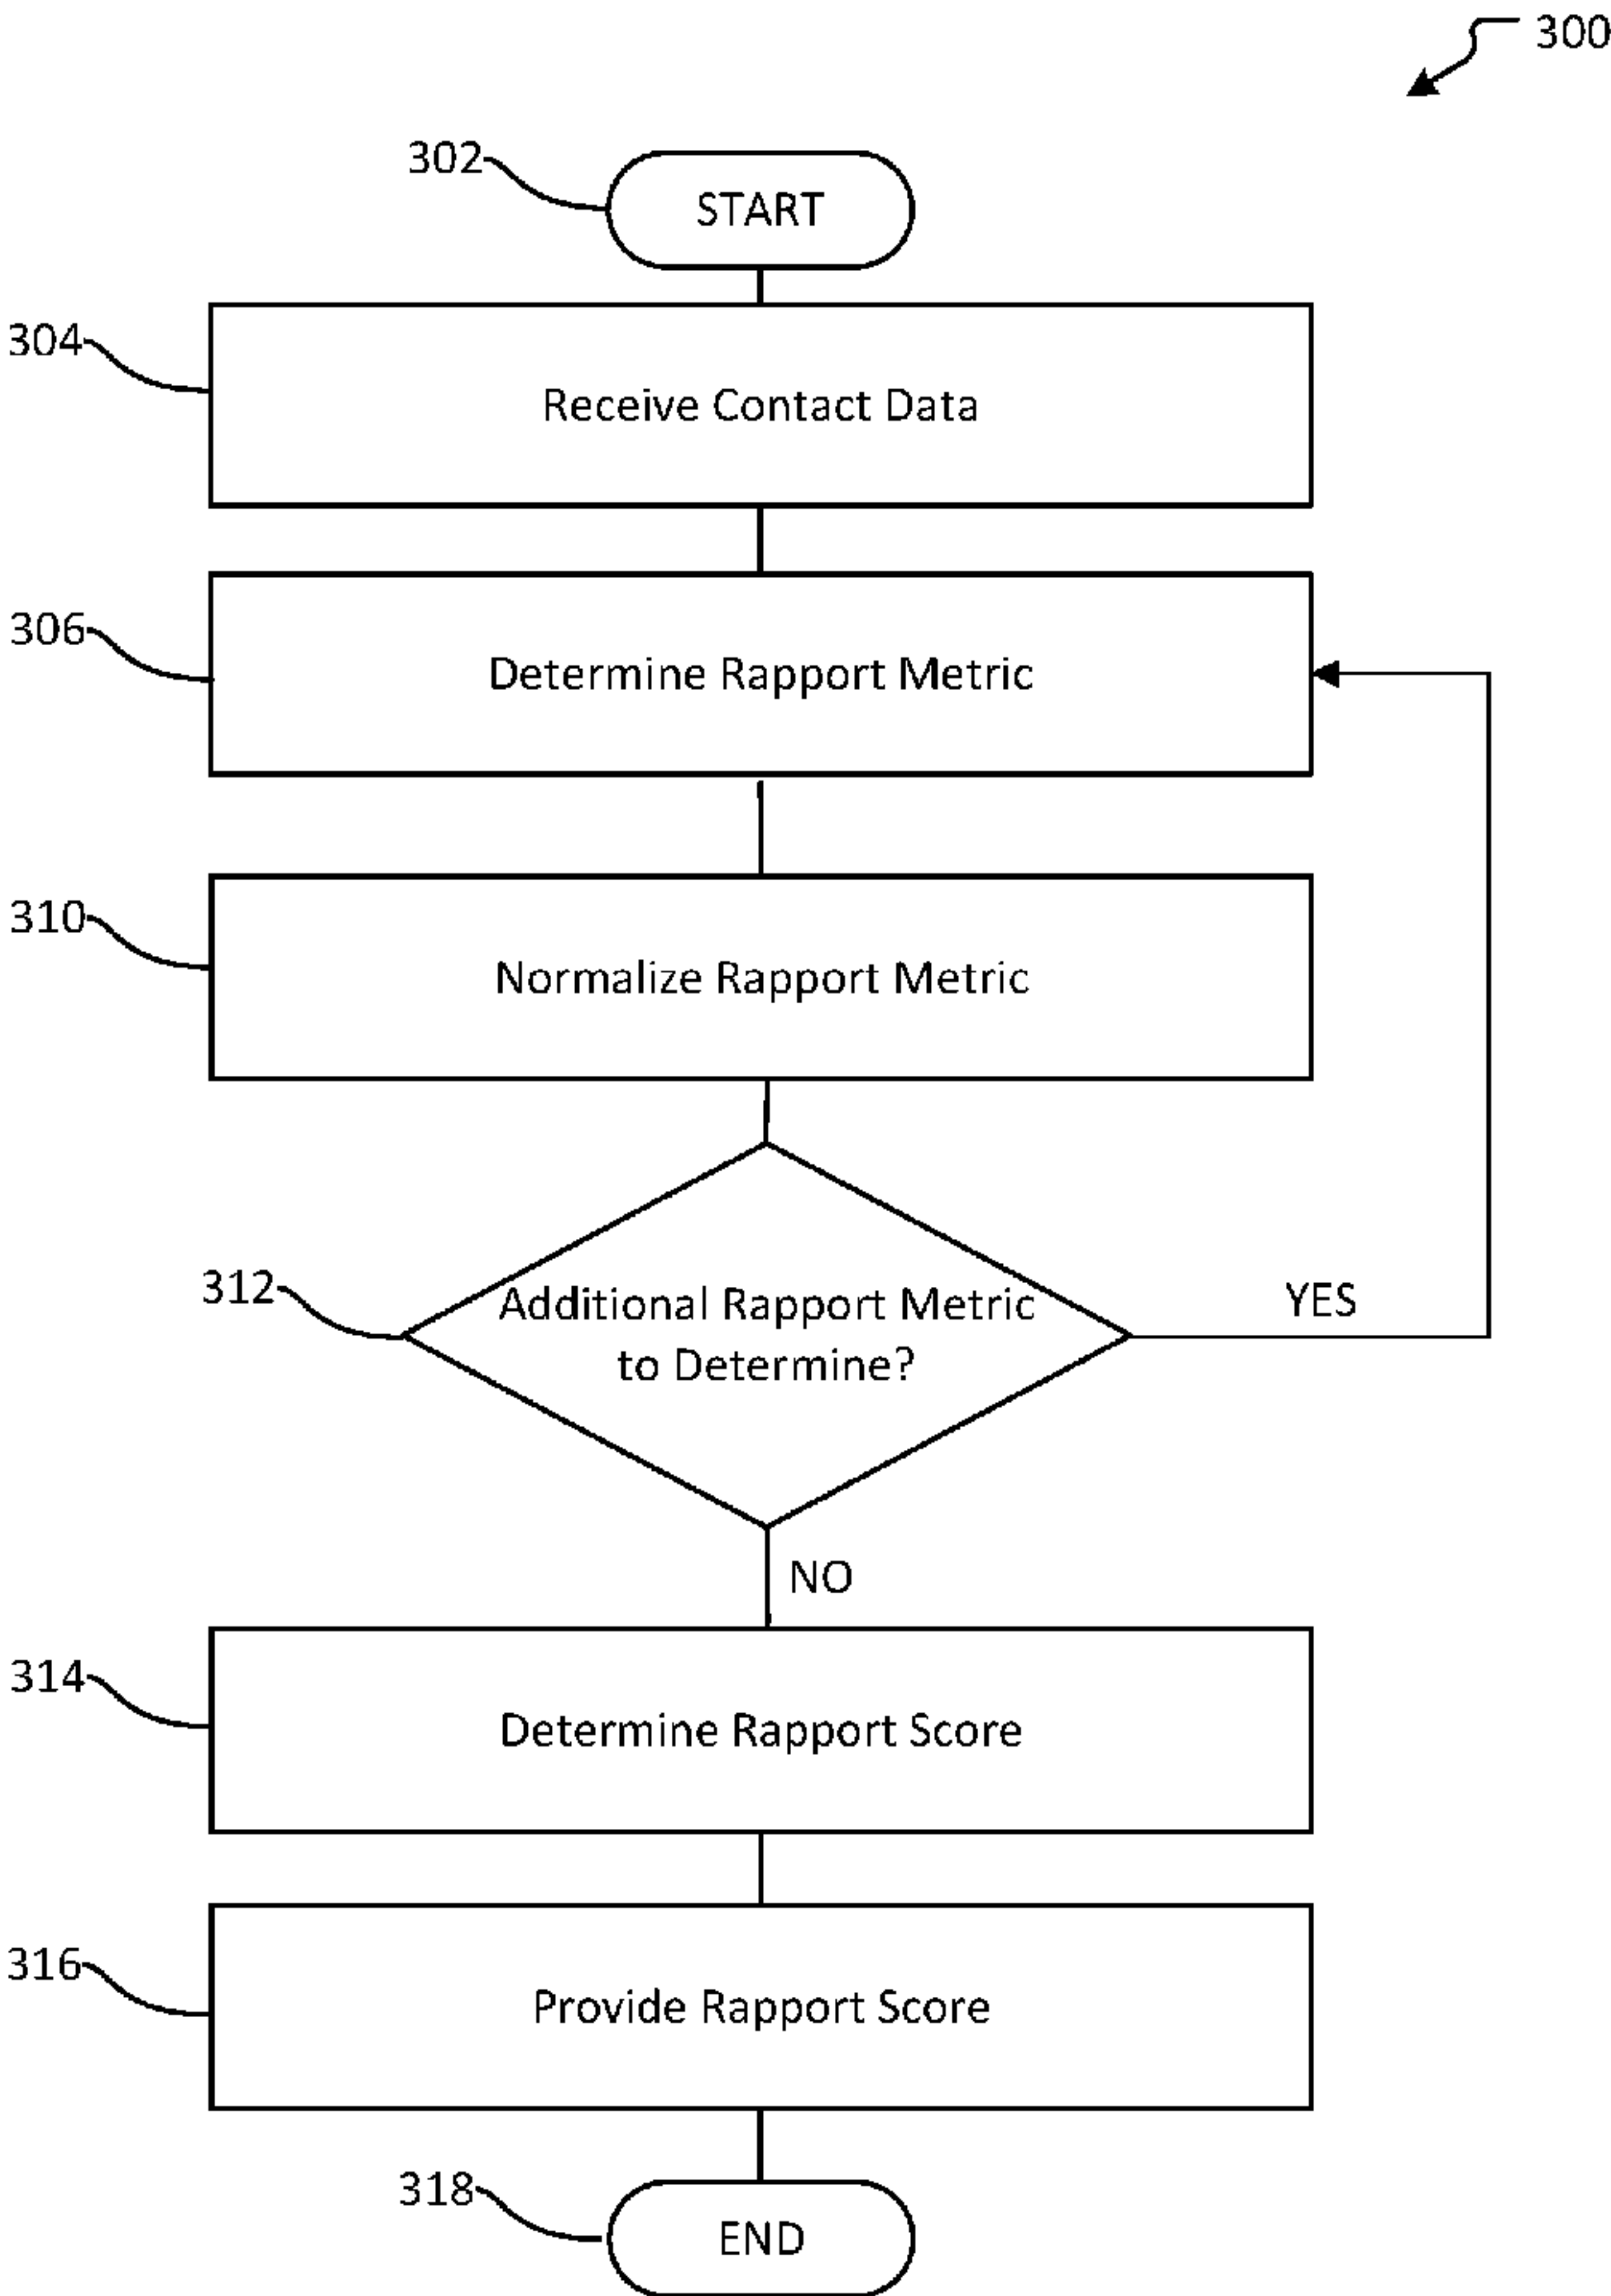 300
302
START
304
Receive Contact Data
306
Determine Rapport Metric
310
Normalize Rapport Metric
312
Additional Rapport Metric
to Determine?
YES
NO
314
Determine Rapport Score
316
Provide Rapport Score
318
END